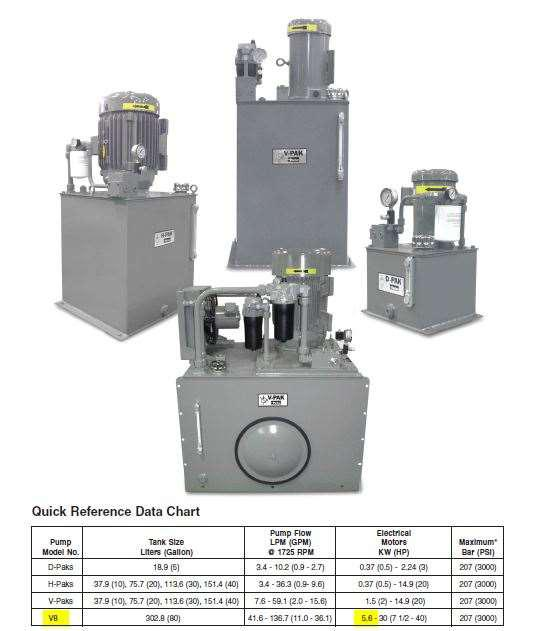 V-PAK
Parker
H-PAK
D-PAK
V-PAK
Parker
Quick Reference Data Chart
Pump Model No. Tank Size Liters (Gallon) Pump Flow LPM (GPM) @ 1725 RPM Electrical Motors KW (HP) Maximum* Bar (PSI)
D-Paks 18.9 (5) 3.4 - 10.2 (0.9 - 2.7) 0.37 (0.5) - 2.24 (3) 207 (3000)
H-Paks 37.9 (10), 75.7 (20), 113.6 (30), 151.4 (40) 3.4 - 36.3 (0.9- 9.6) 0.37 (0.5) - 14.9 (20) 207 (3000)
V-Paks 37.9 (10), 75.7 (20), 113.6 (30), 151.4 (40) 7.6 - 59.1 (2.0 - 15.6) 1.5 (2) - 14.9 (20) 207 (3000)
V8 302.8 (80) 41.6 - 136.7 (11.0 - 36.1) 5.6 - 30 (7 1/2 - 40) 207 (3000)